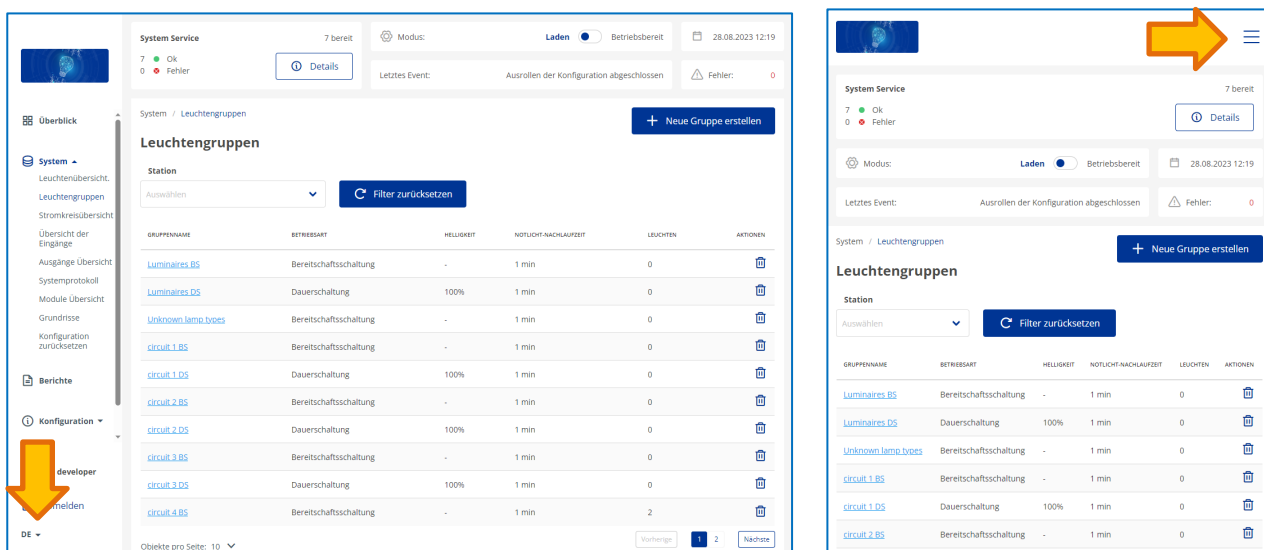 System Service 7 bereit
7 Ok
0 Fehler
Details
Modus: Laden Betriebsbereit
28.08.2023 12:19
Letztes Event: Ausrollen der Konfiguration abgeschlossen
Fehler: 0
Überblick
System
Leuchtenübersicht.
Leuchtengruppen
Stromkreisübersicht
Übersicht der
Eingänge
Ausgänge Übersicht
Systemprotokoll
Module Übersicht
Grundrisse
Konfiguration
zurücksetzen
Berichte
Konfiguration
developer
melden
DE
System / Leuchtengruppen
Neue Gruppe erstellen
Leuchtengruppen
Station
Auswählen
Filter zurücksetzen
GRUPPENNAME BETRIEBSART HELLIGKEIT NOTLICHT-NACHLAUFZEIT LEUCHTEN AKTIONEN
Luminaires BS Bereitschaftsschaltung - 1 min 0
Luminaires DS Dauerschaltung 100% 1 min 0
Unknown lamp types Bereitschaftsschaltung - 1 min 0
circuit 1 BS Bereitschaftsschaltung - 1 min 0
circuit 1 DS Dauerschaltung 100% 1 min 0
circuit 2 BS Bereitschaftsschaltung - 1 min 0
circuit 2 DS Dauerschaltung 100% 1 min 0
circuit 3 BS Bereitschaftsschaltung - 1 min 0
circuit 3 DS Dauerschaltung 100% 1 min 0
circuit 4 BS Bereitschaftsschaltung - 1 min 2
Objekte pro Seite: 10
Vorherige 1 2 Nächste
System Service 7 bereit
7 Ok
0 Fehler
Details
Modus: Laden Betriebsbereit
28.08.2023 12:19
Letztes Event: Ausrollen der Konfiguration abgeschlossen
Fehler: 0
System / Leuchtengruppen
Neue Gruppe erstellen
Leuchtengruppen
Station
Auswählen
Filter zurücksetzen
GRUPPENNAME BETRIEBSART HELLIGKEIT NOTLICHT-NACHLAUFZEIT LEUCHTEN AKTIONEN
Luminaires BS Bereitschaftsschaltung - 1 min 0
Luminaires DS Dauerschaltung 100% 1 min 0
Unknown lamp types Bereitschaftsschaltung - 1 min 0
circuit 1 BS Bereitschaftsschaltung - 1 min 0
circuit 1 DS Dauerschaltung 100% 1 min 0
circuit 2 BS Bereitschaftsschaltung - 1 min 0